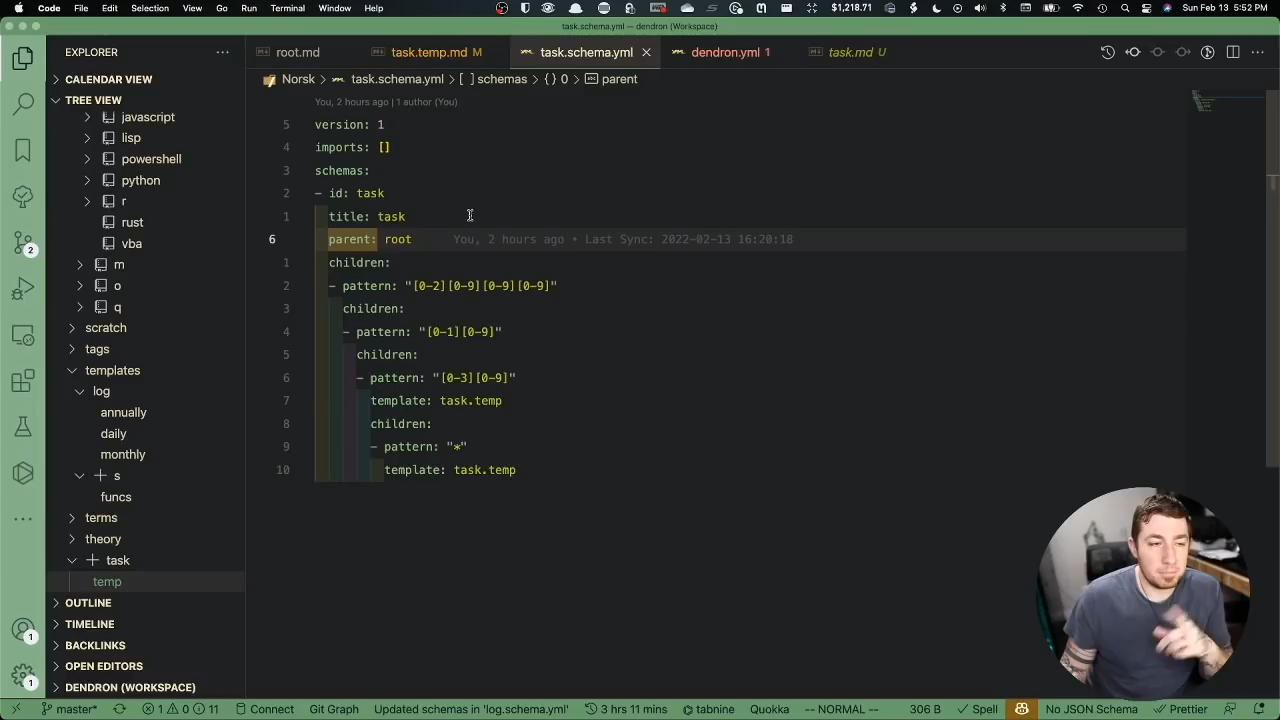 Code File Edit Selection View Go Run Terminal Window Help $1,218.71 Sun Feb 13 5:52 PM
task.schema.yml — dendron (Workspace)
EXPLORER ...
root.md task.temp.md M task.schema.yml dendron.yml 1 task.md U
Norsk > task.schema.yml > [ ] schemas > {} 0 > parent
CALENDAR VIEW
TREE VIEW
javascript
lisp
powershell
python
r
rust
vba
m
o
q
scratch
tags
templates
log
annually
daily
monthly
s
funcs
terms
theory
task
temp
OUTLINE
TIMELINE
BACKLINKS
OPEN EDITORS
DENDRON (WORKSPACE)
2
1
1
You, 2 hours ago | 1 author (You)
5 version: 1
4 imports: []
3 schemas:
2 - id: task
1 title: task
6 parent: root You, 2 hours ago • Last Sync: 2022-02-13 16:20:18
1 children:
2 - pattern: "[0-2][0-9][0-9][0-9]"
3 children:
4 - pattern: "[0-1][0-9]"
5 children:
6 - pattern: "[0-3][0-9]"
7 template: task.temp
8 children:
9 - pattern: "*"
10 template: task.temp
master* 1 0 11 Connect Git Graph Updated schemas in 'log.schema.yml' 3 hrs 11 mins tabnine Quokka -- NORMAL -- 306 B Spell No JSON Schema Prettier